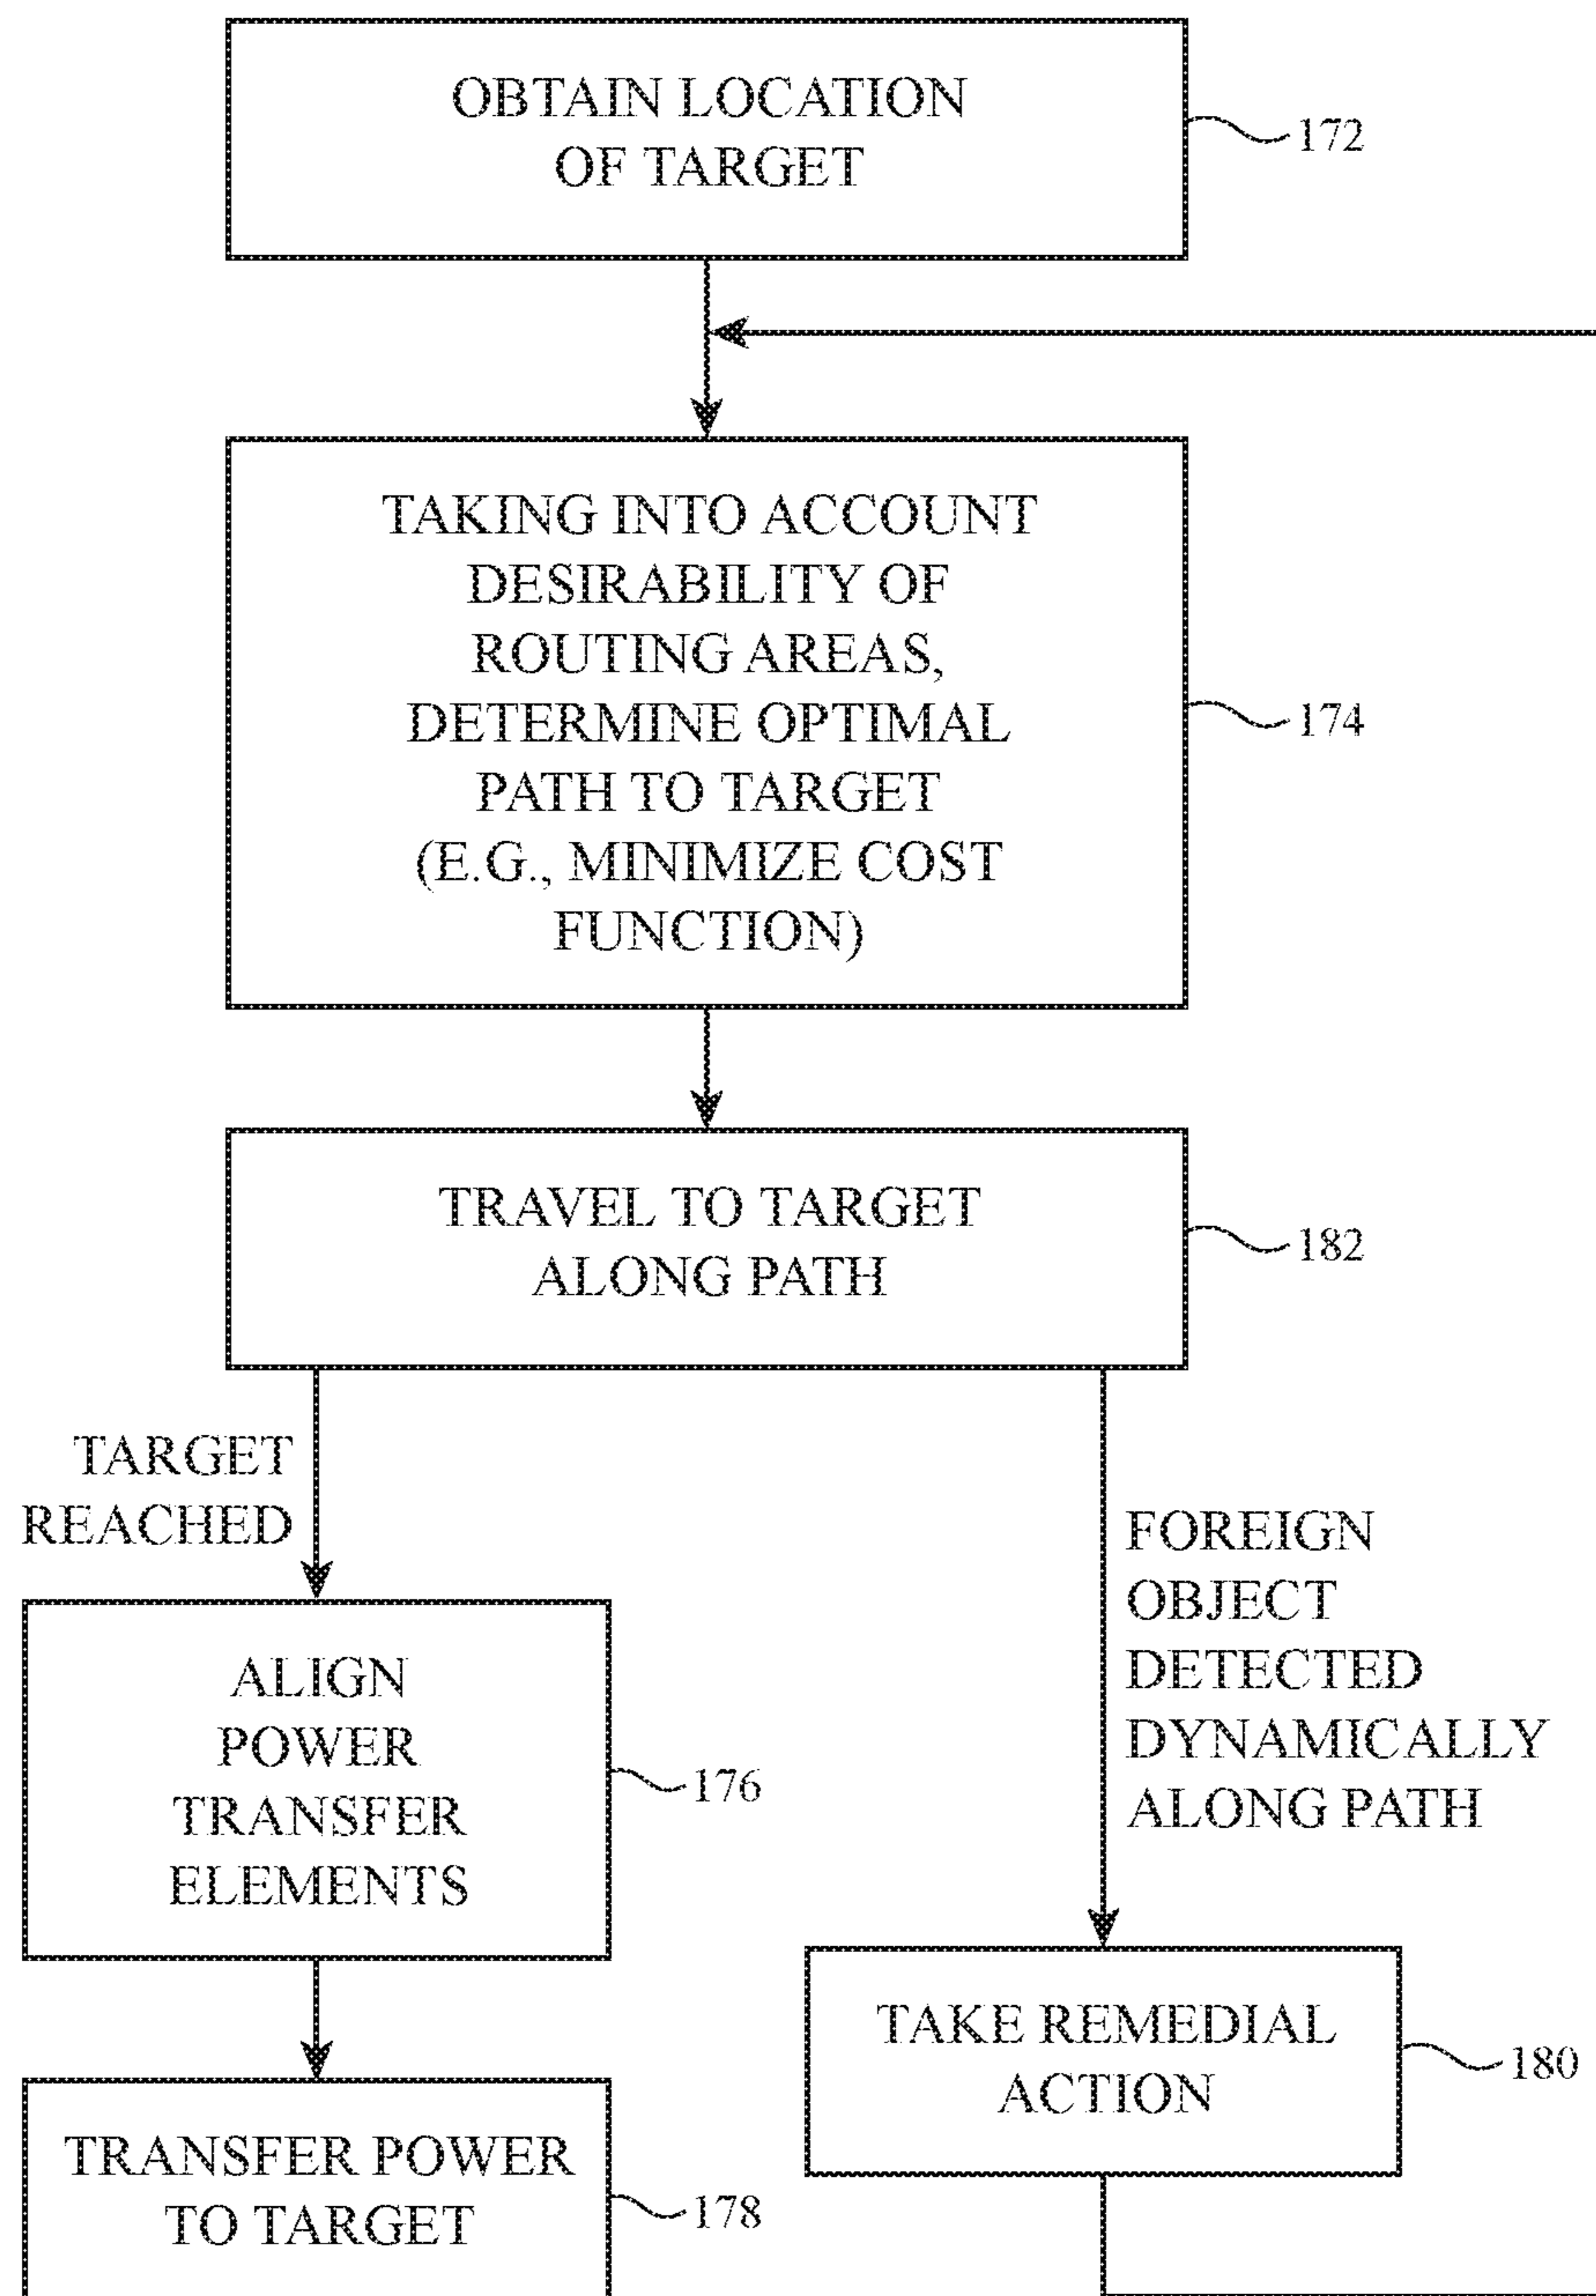 OBTAIN LOCATION
OF TARGET
172
TAKING INTO ACCOUNT
DESIRABILITY OF
ROUTING AREAS,
DETERMINE OPTIMAL
PATH TO TARGET
(E.G., MINIMIZE COST
FUNCTION)
174
TRAVEL TO TARGET
ALONG PATH
182
TARGET
REACHED
FOREIGN
OBJECT
DETECTED
DYNAMICALLY
ALONG PATH
ALIGN
POWER
TRANSFER
ELEMENTS
176
TAKE REMEDIAL
ACTION
180
TRANSFER POWER
TO TARGET
178